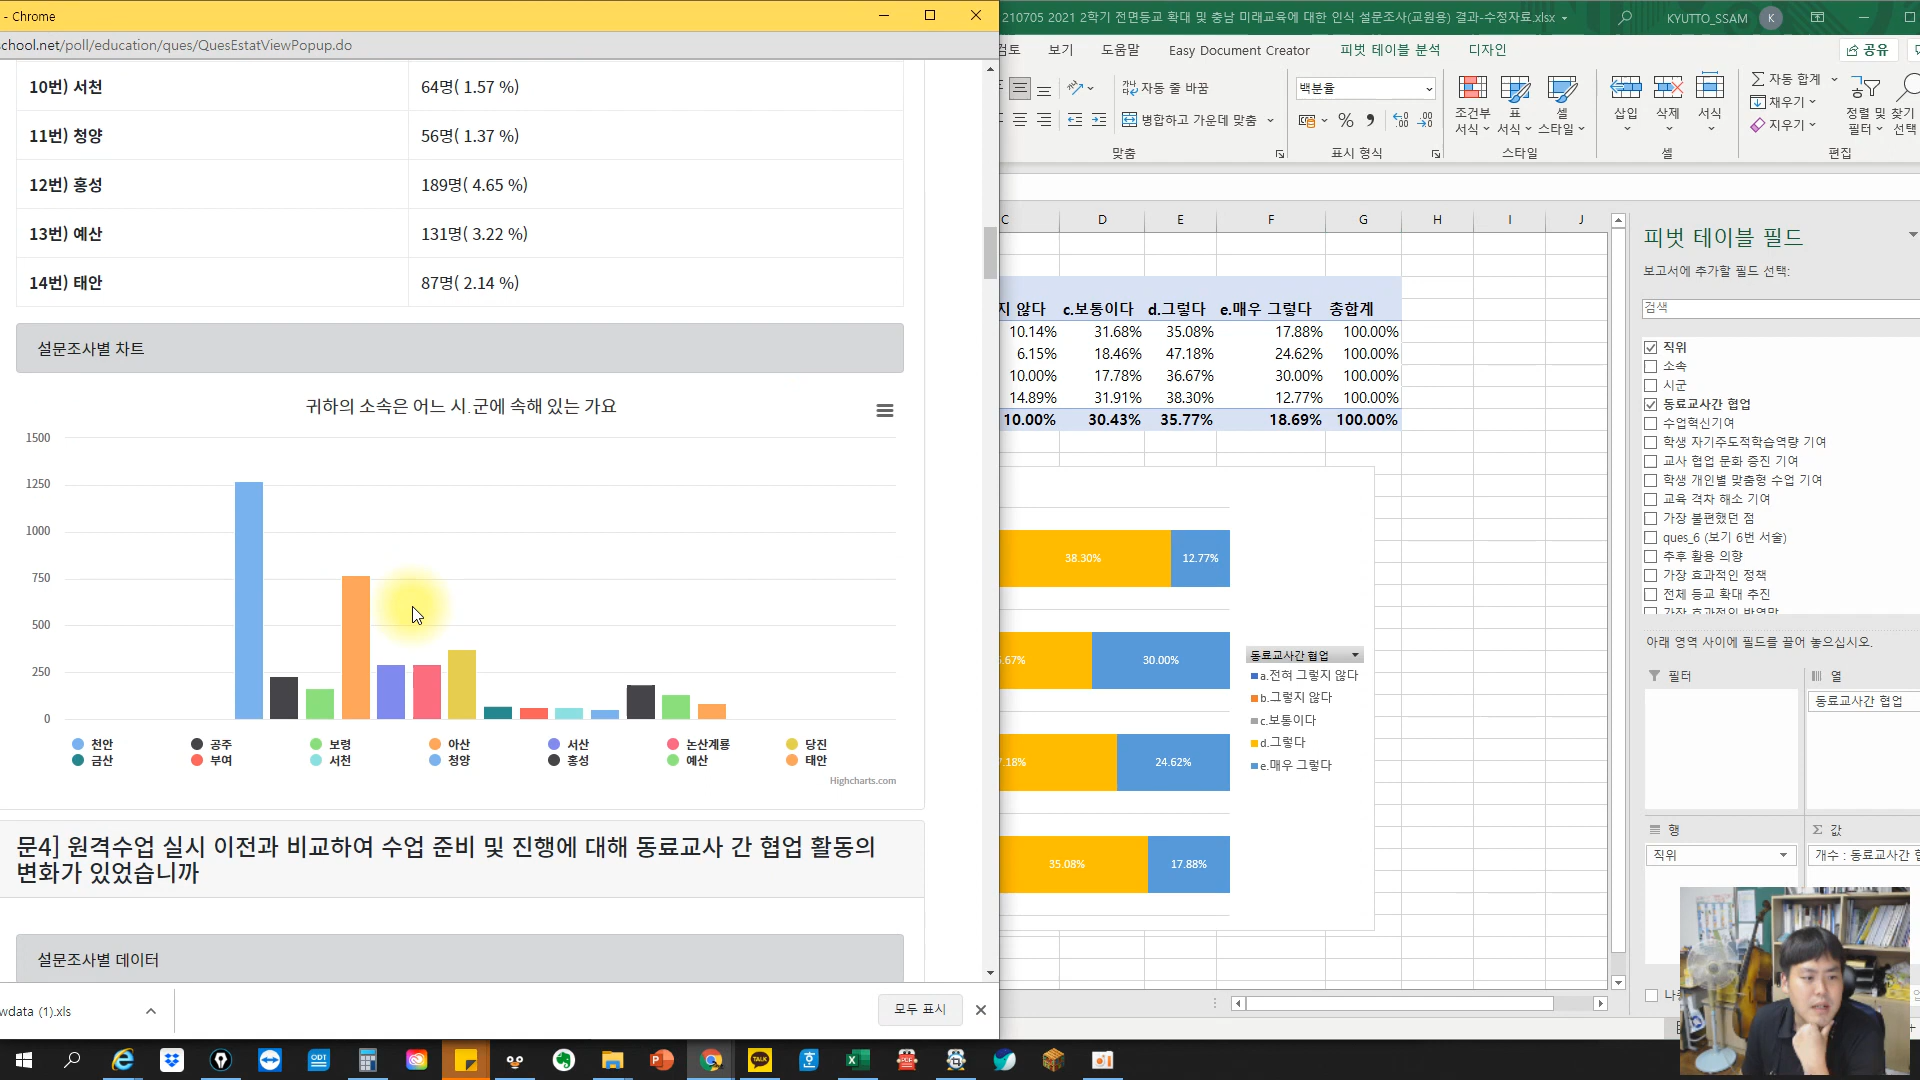 - Chrome
chool.net/poll/education/ques/QuesEstatViewPopup.do
10번) 서천 64명( 1.57 %)
11번) 청양 56명( 1.37 %)
12번) 홍성 189명( 4.65 %)
13번) 예산 131명( 3.22 %)
14번) 태안 87명( 2.14 %)
설문조사별 차트
귀하의 소속은 어느 시.군에 속해 있는 가요
1500
1250
1000
750
500
250
0
천안 공주 보령 아산 서산 논산계룡 당진
금산 부여 서천 청양 홍성 예산 태안
Highcharts.com
문4] 원격수업 실시 이전과 비교하여 수업 준비 및 진행에 대해 동료교사 간 협업 활동의
변화가 있었습니까
설문조사별 데이터
wdata (1).xls
모두 표시
210705 2021 2학기 전면등교 확대 및 충남 미래교육에 대한 인식 설문조사(교원용) 결과-수정자료.xlsx
KYUTTO_SSAM K
검토 보기 도움말 Easy Document Creator 피벗 테이블 분석 디자인 공유
자동 줄 바꿈
병합하고 가운데 맞춤
맞춤
백분율
표시 형식
조건부 서식
표 서식
셀 스타일
스타일
삽입 삭제 서식
셀
자동 합계
채우기
지우기
정렬 및 필터
찾기 선택
편집
C D E F G H I J
지 않다 c.보통이다 d.그렇다 e.매우 그렇다 총합계
10.14% 31.68% 35.08% 17.88% 100.00%
6.15% 18.46% 47.18% 24.62% 100.00%
10.00% 17.78% 36.67% 30.00% 100.00%
14.89% 31.91% 38.30% 12.77% 100.00%
10.00% 30.43% 35.77% 18.69% 100.00%
38.30% 12.77%
6.67% 30.00%
7.18% 24.62%
35.08% 17.88%
동료교사간 협업
a.전혀 그렇지 않다
b.그렇지 않다
c.보통이다
d.그렇다
e.매우 그렇다
피벗 테이블 필드
보고서에 추가할 필드 선택:
검색
직위
소속
시군
동료교사간 협업
수업혁신기여
학생 자기주도적학습역량 기여
교사 협업 문화 증진 기여
학생 개인별 맞춤형 수업 기여
교육 격차 해소 기여
가장 불편했던 점
ques_6 (보기 6번 서술)
추후 활용 의향
가장 효과적인 정책
전체 등교 확대 추진
아래 영역 사이에 필드를 끌어 놓으십시오.
필터 열
동료교사간 협업
행 Σ 값
직위 개수 : 동료교사간 협